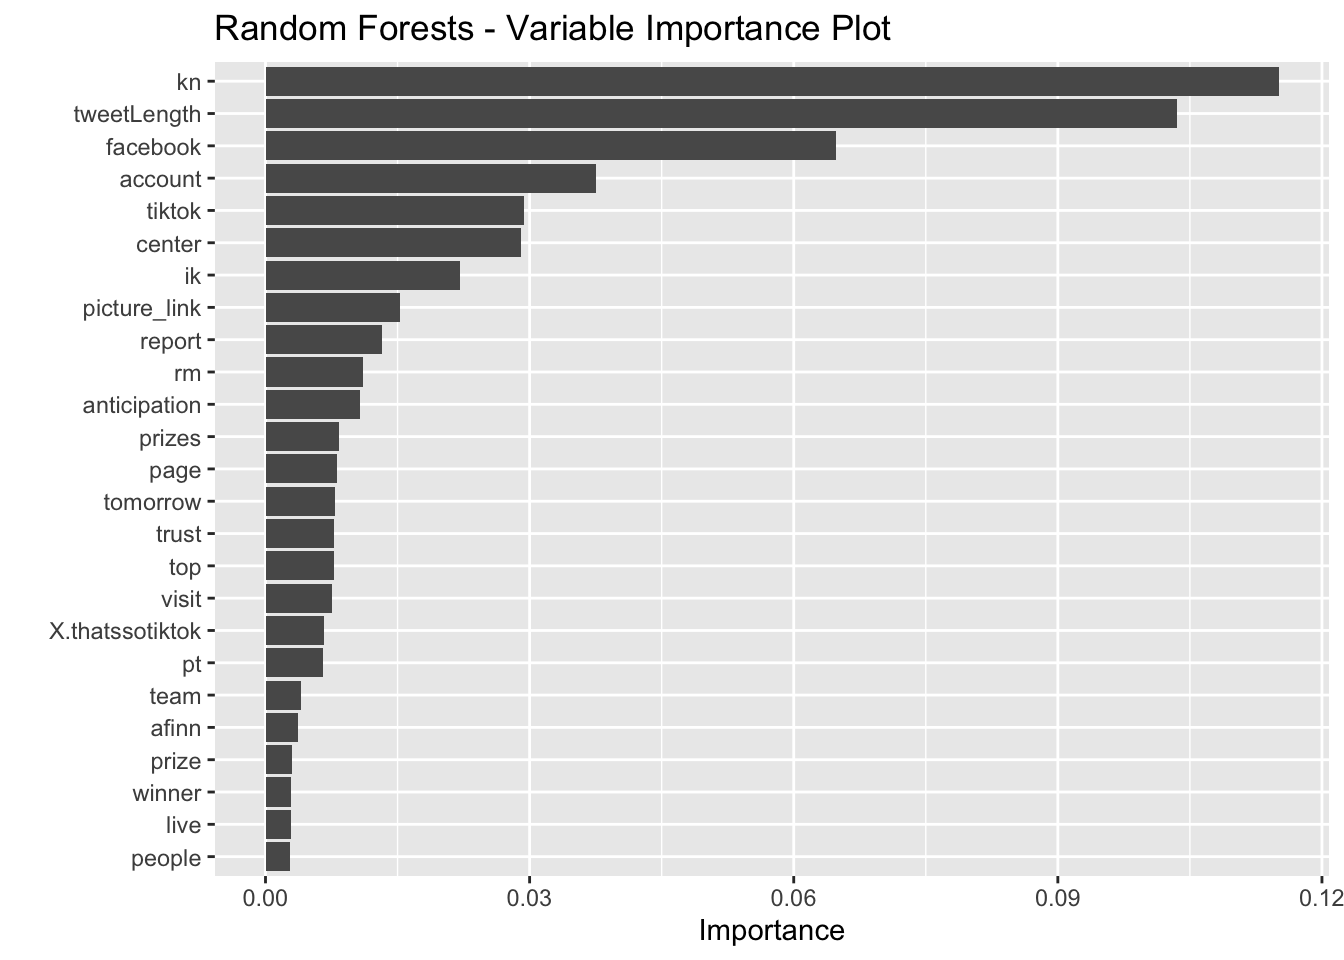 Random Forests - Variable Importance Plot
kn
tweetLength
facebook
account
tiktok
center
ik
picture_link
report
rm
anticipation
prizes
page
tomorrow
trust
top
visit
X.thatssotiktok
pt
team
afinn
prize
winner
live
people
0.00 0.03 0.06 0.09 0.12
Importance